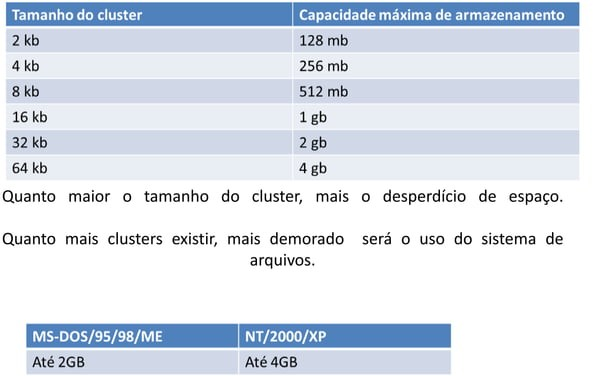 Tamanho do cluster Capacidade máxima de armazenamento
2 kb 128 mb
4 kb 256 mb
8 kb 512 mb
16 kb 1 gb
32 kb 2 gb
64 kb 4 gb
Quanto maior o tamanho do cluster, mais o desperdício de espaço.
Quanto mais clusters existir, mais demorado será o uso do sistema de
arquivos.
MS-DOS/95/98/ME NT/2000/XP
Até 2GB Até 4GB